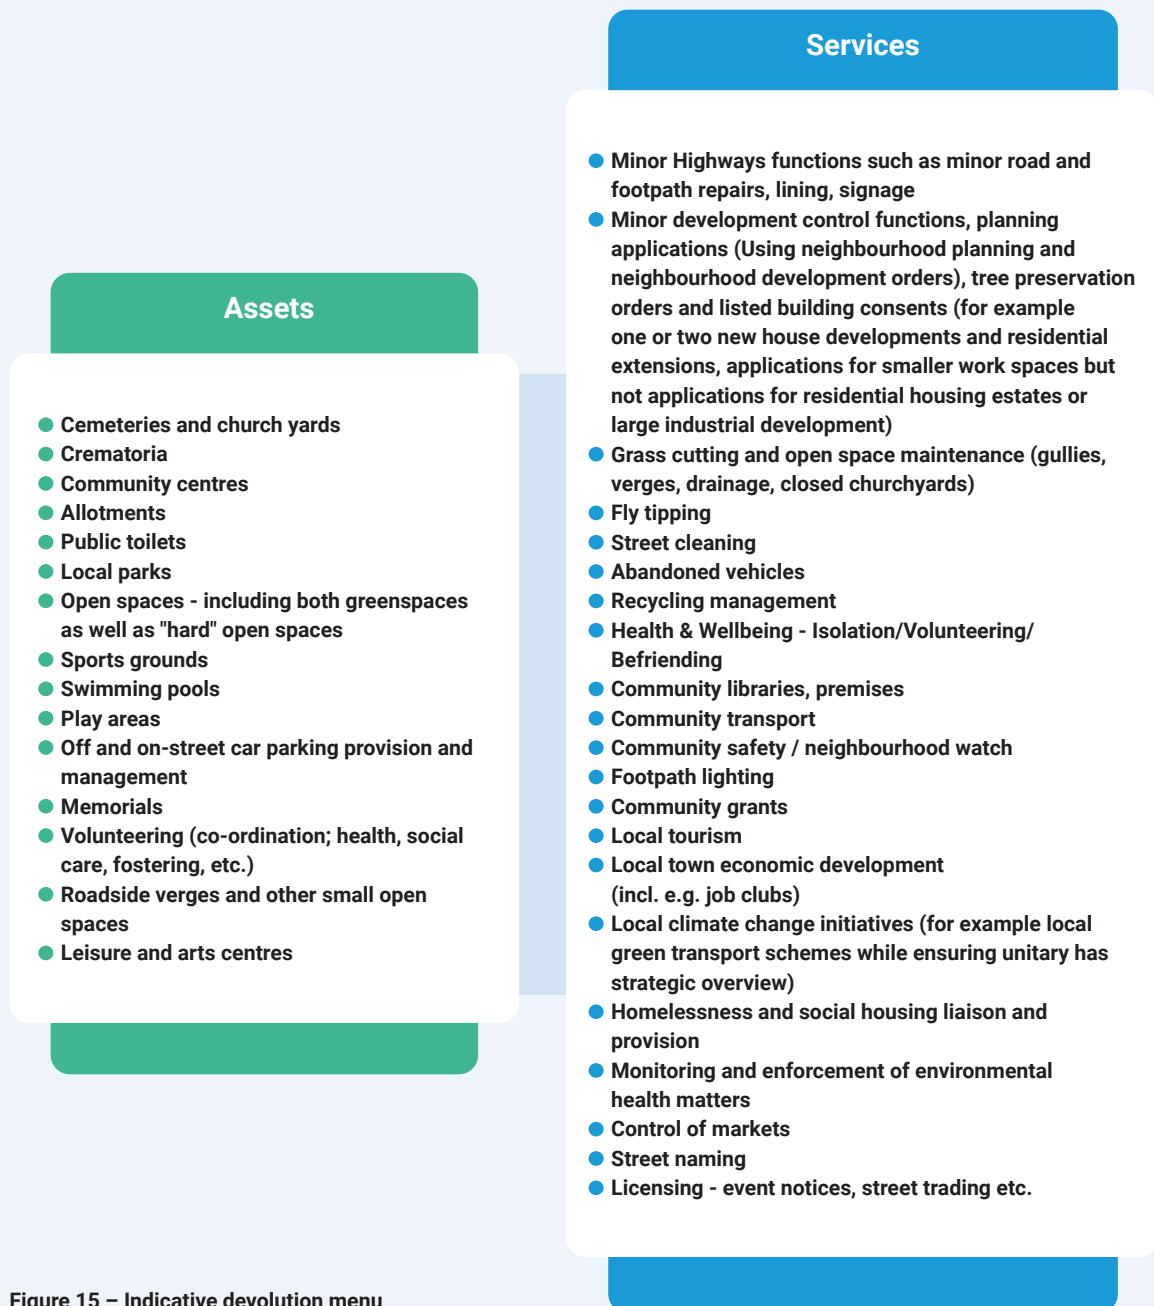 Services
Minor Highways functions such as minor road and
footpath repairs, lining, signage
Minor development control functions, planning
applications (Using neighbourhood planning and
neighbourhood development orders), tree preservation
orders and listed building consents (for example
one or two new house developments and residential
extensions, applications for smaller work spaces but
not applications for residential housing estates or
large industrial development)
Grass cutting and open space maintenance (gullies,
verges, drainage, closed churchyards)
Fly tipping
Street cleaning
Abandoned vehicles
Recycling management
Health & Wellbeing - Isolation/Volunteering/
Befriending
Community libraries, premises
Community transport
Community safety / neighbourhood watch
Footpath lighting
Community grants
Local tourism
Local town economic development
(incl. e.g. job clubs)
Local climate change initiatives (for example local
green transport schemes while ensuring unitary has
strategic overview)
Homelessness and social housing liaison and
provision
Monitoring and enforcement of environmental
health matters
Control of markets
Street naming
Licensing - event notices, street trading etc.
Assets
Cemeteries and church yards
Crematoria
Community centres
Allotments
Public toilets
Local parks
Open spaces - including both greenspaces
as well as "hard" open spaces
Sports grounds
Swimming pools
Play areas
Off and on-street car parking provision and
management
Memorials
Volunteering (co-ordination; health, social
care, fostering, etc.)
Roadside verges and other small open
spaces
Leisure and arts centres
Figure 15 – Indicative devolution menu